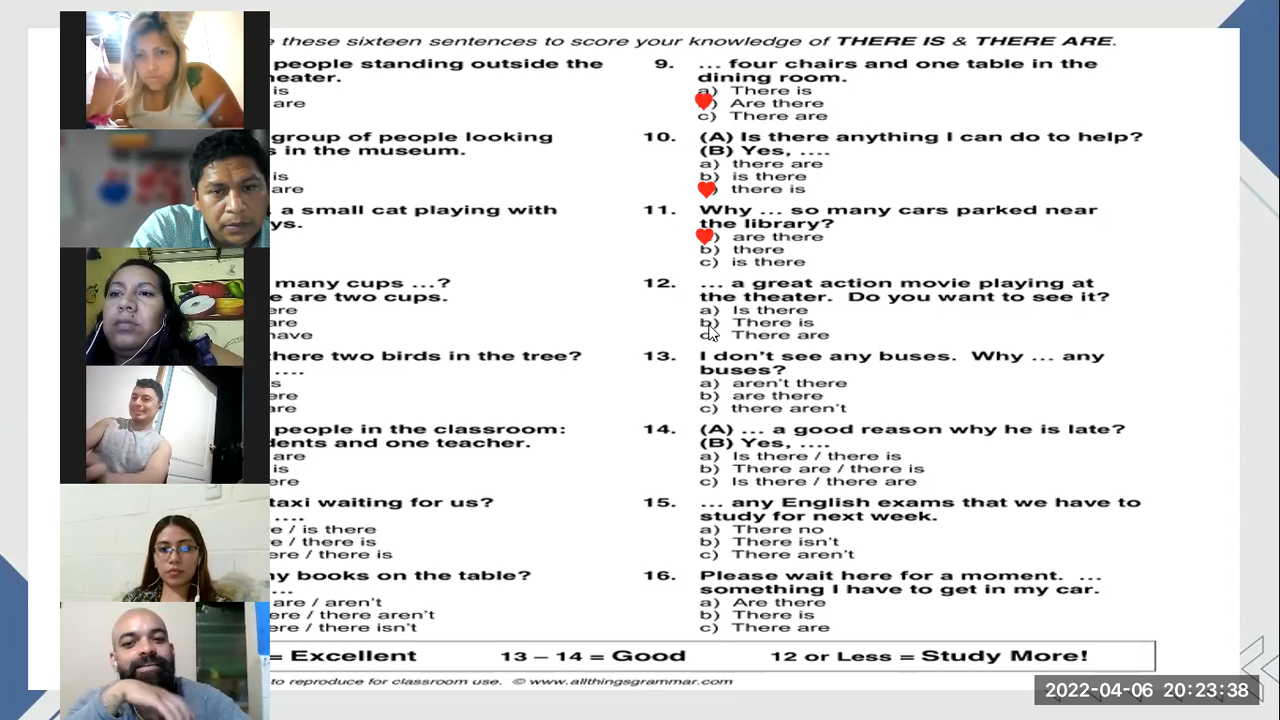 these sixteen sentences to score your knowledge of THERE IS & THERE ARE.
people standing outside the
is
are
group of people looking
in the museum.
is
are
a small cat playing with
many cups ...?
are two cups.
are
there two birds in the tree?
....
are
people in the classroom:
and one teacher.
are
is
taxi waiting for us?
....
/ is there
/ there is
/ there is
books on the table?
...
are / aren't
/ there aren't
/ there isn't
9. ... four chairs and one table in the
dining room.
a) There is
) Are there
c) There are
10. (A) Is there anything I can do to help?
(B) Yes, ....
a) there are
b) is there
) there is
11. Why ... so many cars parked near
the library?
) are there
b) there
c) is there
12. ... a great action movie playing at
the theater. Do you want to see it?
a) Is there
b) There is
c) There are
13. I don't see any buses. Why ... any
buses?
a) aren't there
b) are there
c) there aren't
14. (A) ... a good reason why he is late?
(B) Yes, ....
a) Is there / there is
b) There are / there is
c) Is there / there are
15. ... any English exams that we have to
study for next week.
a) There no
b) There isn't
c) There aren't
16. Please wait here for a moment. ...
something I have to get in my car.
a) Are there
b) There is
c) There are
= Excellent 13 – 14 = Good 12 or Less = Study More!
to reproduce for classroom use. © www.allthingsgrammar.com
2022-04-06 20:23:38